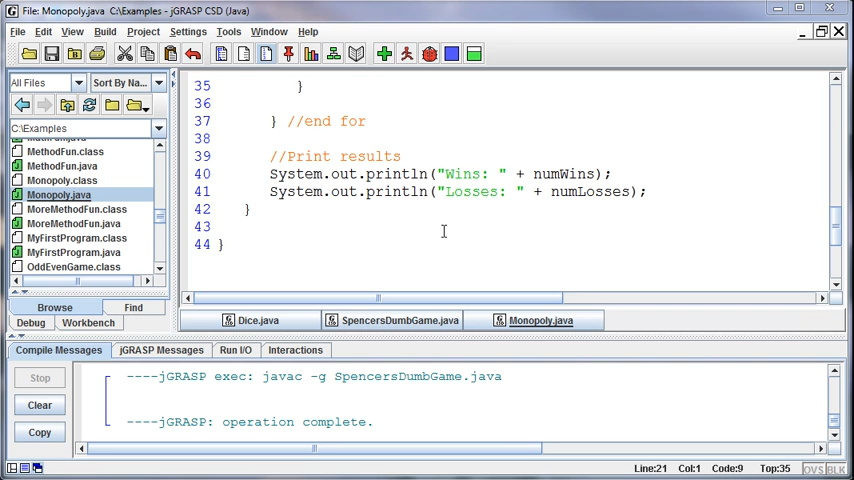 File: Monopoly.java  C:\Examples - jGRASP CSD (Java)
File Edit View Build Project Settings Tools Window Help
All Files
Sort By Na...
C:\Examples
MethodFun.class
MethodFun.java
Monopoly.class
Monopoly.java
MoreMethodFun.class
MoreMethodFun.java
MyFirstProgram.class
MyFirstProgram.java
OddEvenGame.class
Browse Find
Debug Workbench
35 }
36
37 } //end for
38
39 //Print results
40 System.out.println("Wins: " + numWins);
41 System.out.println("Losses: " + numLosses);
42 }
43
44 }
Dice.java SpencersDumbGame.java Monopoly.java
Compile Messages jGRASP Messages Run I/O Interactions
Stop
Clear
Copy
----jGRASP exec: javac -g SpencersDumbGame.java
----jGRASP: operation complete.
Line:21 Col:1 Code:9 Top:35 OVS BLK